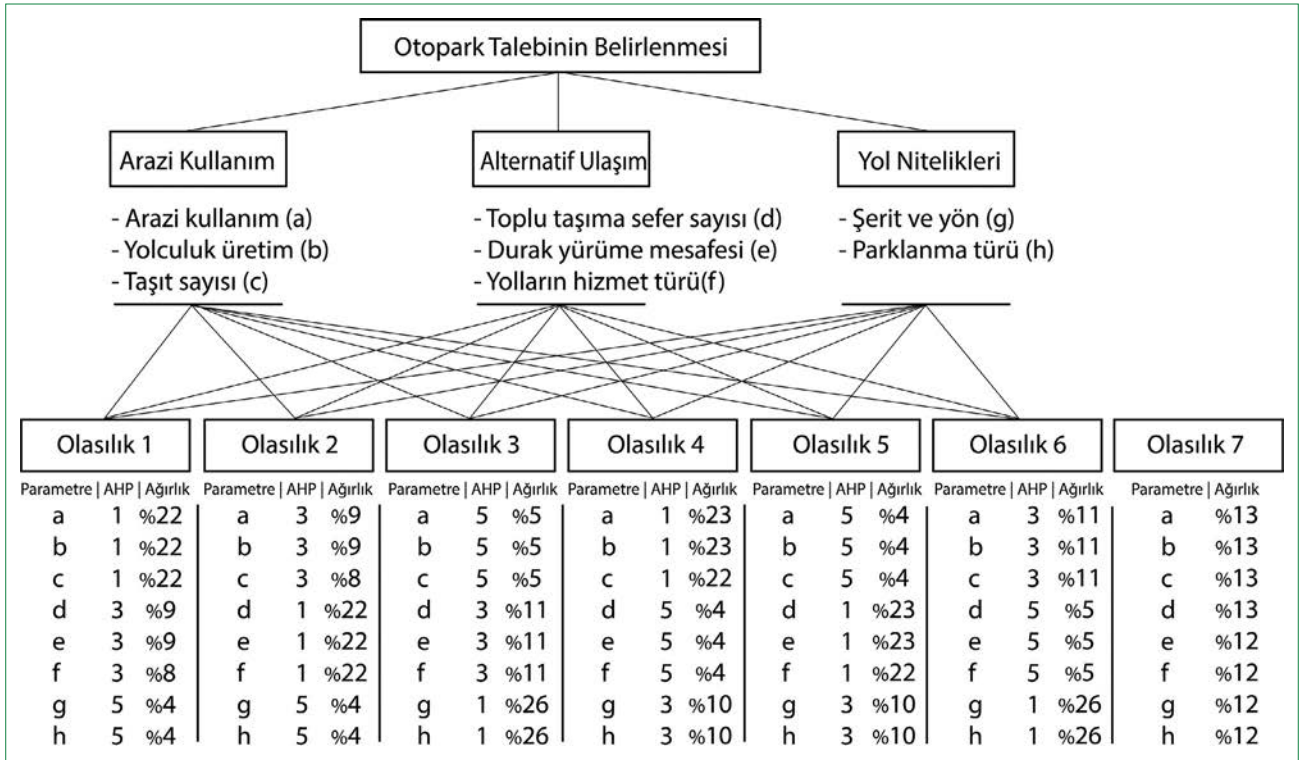 Otopark Talebinin Belirlenmesi
Arazi Kullanım
Alternatif Ulaşım
Yol Nitelikleri
- Arazi kullanım (a)
- Yolculuk üretim (b)
- Taşıt sayısı (c)
- Toplu taşıma sefer sayısı (d)
- Durak yürüme mesafesi (e)
- Yolların hizmet türü(f)
- Şerit ve yön (g)
- Parklanma türü (h)
Olasılık 1
Parametre | AHP | Ağırlık
a 1 %22
b 1 %22
c 1 %22
d 3 %9
e 3 %9
f 3 %8
g 5 %4
h 5 %4
Olasılık 2
Parametre | AHP | Ağırlık
a 3 %9
b 3 %9
c 3 %8
d 1 %22
e 1 %22
f 1 %22
g 5 %4
h 5 %4
Olasılık 3
Parametre | AHP | Ağırlık
a 5 %5
b 5 %5
c 5 %5
d 3 %11
e 3 %11
f 3 %11
g 1 %26
h 1 %26
Olasılık 4
Parametre | AHP | Ağırlık
a 1 %23
b 1 %23
c 1 %22
d 5 %4
e 5 %4
f 5 %4
g 3 %10
h 3 %10
Olasılık 5
Parametre | AHP | Ağırlık
a 5 %4
b 5 %4
c 5 %4
d 1 %23
e 1 %23
f 1 %22
g 3 %10
h 3 %10
Olasılık 6
Parametre | AHP | Ağırlık
a 3 %11
b 3 %11
c 3 %11
d 5 %5
e 5 %5
f 5 %5
g 1 %26
h 1 %26
Olasılık 7
Parametre | Ağırlık
a %13
b %13
c %13
d %13
e %12
f %12
g %12
h %12